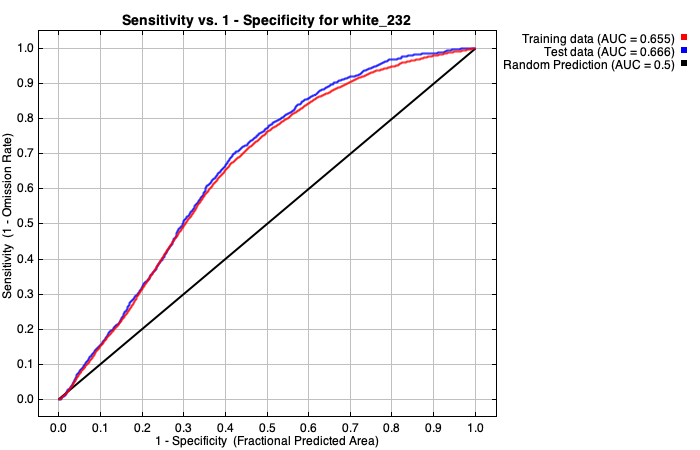 Sensitivity vs. 1 - Specificity for white_232
Training data (AUC = 0.655)
Test data (AUC = 0.666)
Random Prediction (AUC = 0.5)
Sensitivity (1 - Omission Rate)
1.0
0.9
0.8
0.7
0.6
0.5
0.4
0.3
0.2
0.1
0.0
0.0 0.1 0.2 0.3 0.4 0.5 0.6 0.7 0.8 0.9 1.0
1 - Specificity (Fractional Predicted Area)